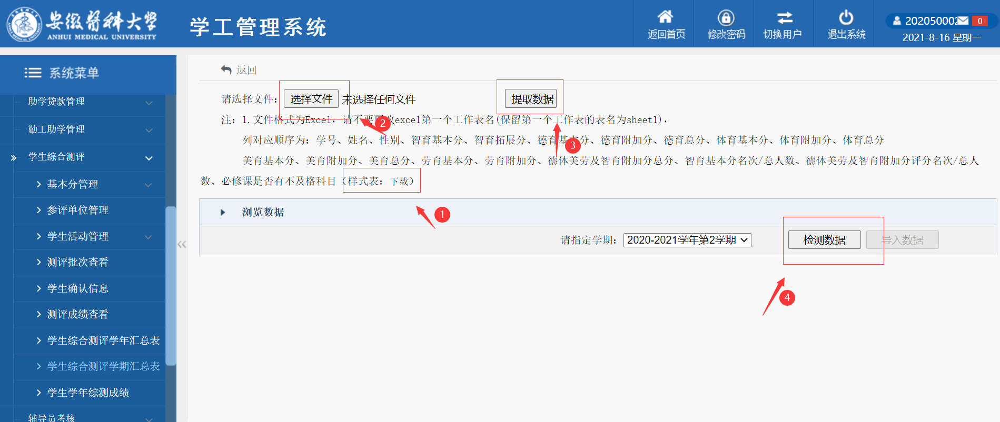 安徽醫科大學
ANHUI MEDICAL UNIVERSITY
学工管理系统
返回首页
修改密码
切换用户
退出系统
202050002
0
2021-8-16 星期一
系统菜单
助学贷款管理
勤工助学管理
学生综合测评
基本分管理
参评单位管理
学生活动管理
测评批次查看
学生确认信息
测评成绩查看
学生综合测评学年汇总表
学生综合测评学期汇总表
学生学年综测成绩
辅导员考核
返回
请选择文件： 选择文件 未选择任何文件 提取数据
注：1.文件格式为Excel，请不要更改excel第一个工作表名(保留第一个工作表的表名为sheet1)，
2
列对应顺序为：学号、姓名、性别、智育基本分、智育拓展分、德育基本分、德育附加分、德育总分、体育基本分、体育附加分、体育总分
3
美育基本分、美育附加分、美育总分、劳育基本分、劳育附加分、德体美劳及智育附加分总分、智育基本分名次/总人数、德体美劳及智育附加分评分名次/总人
数、必修课是否有不及格科目（样式表：下载）
浏览数据
1
请指定学期： 2020-2021学年第2学期 检测数据 导入数据
4